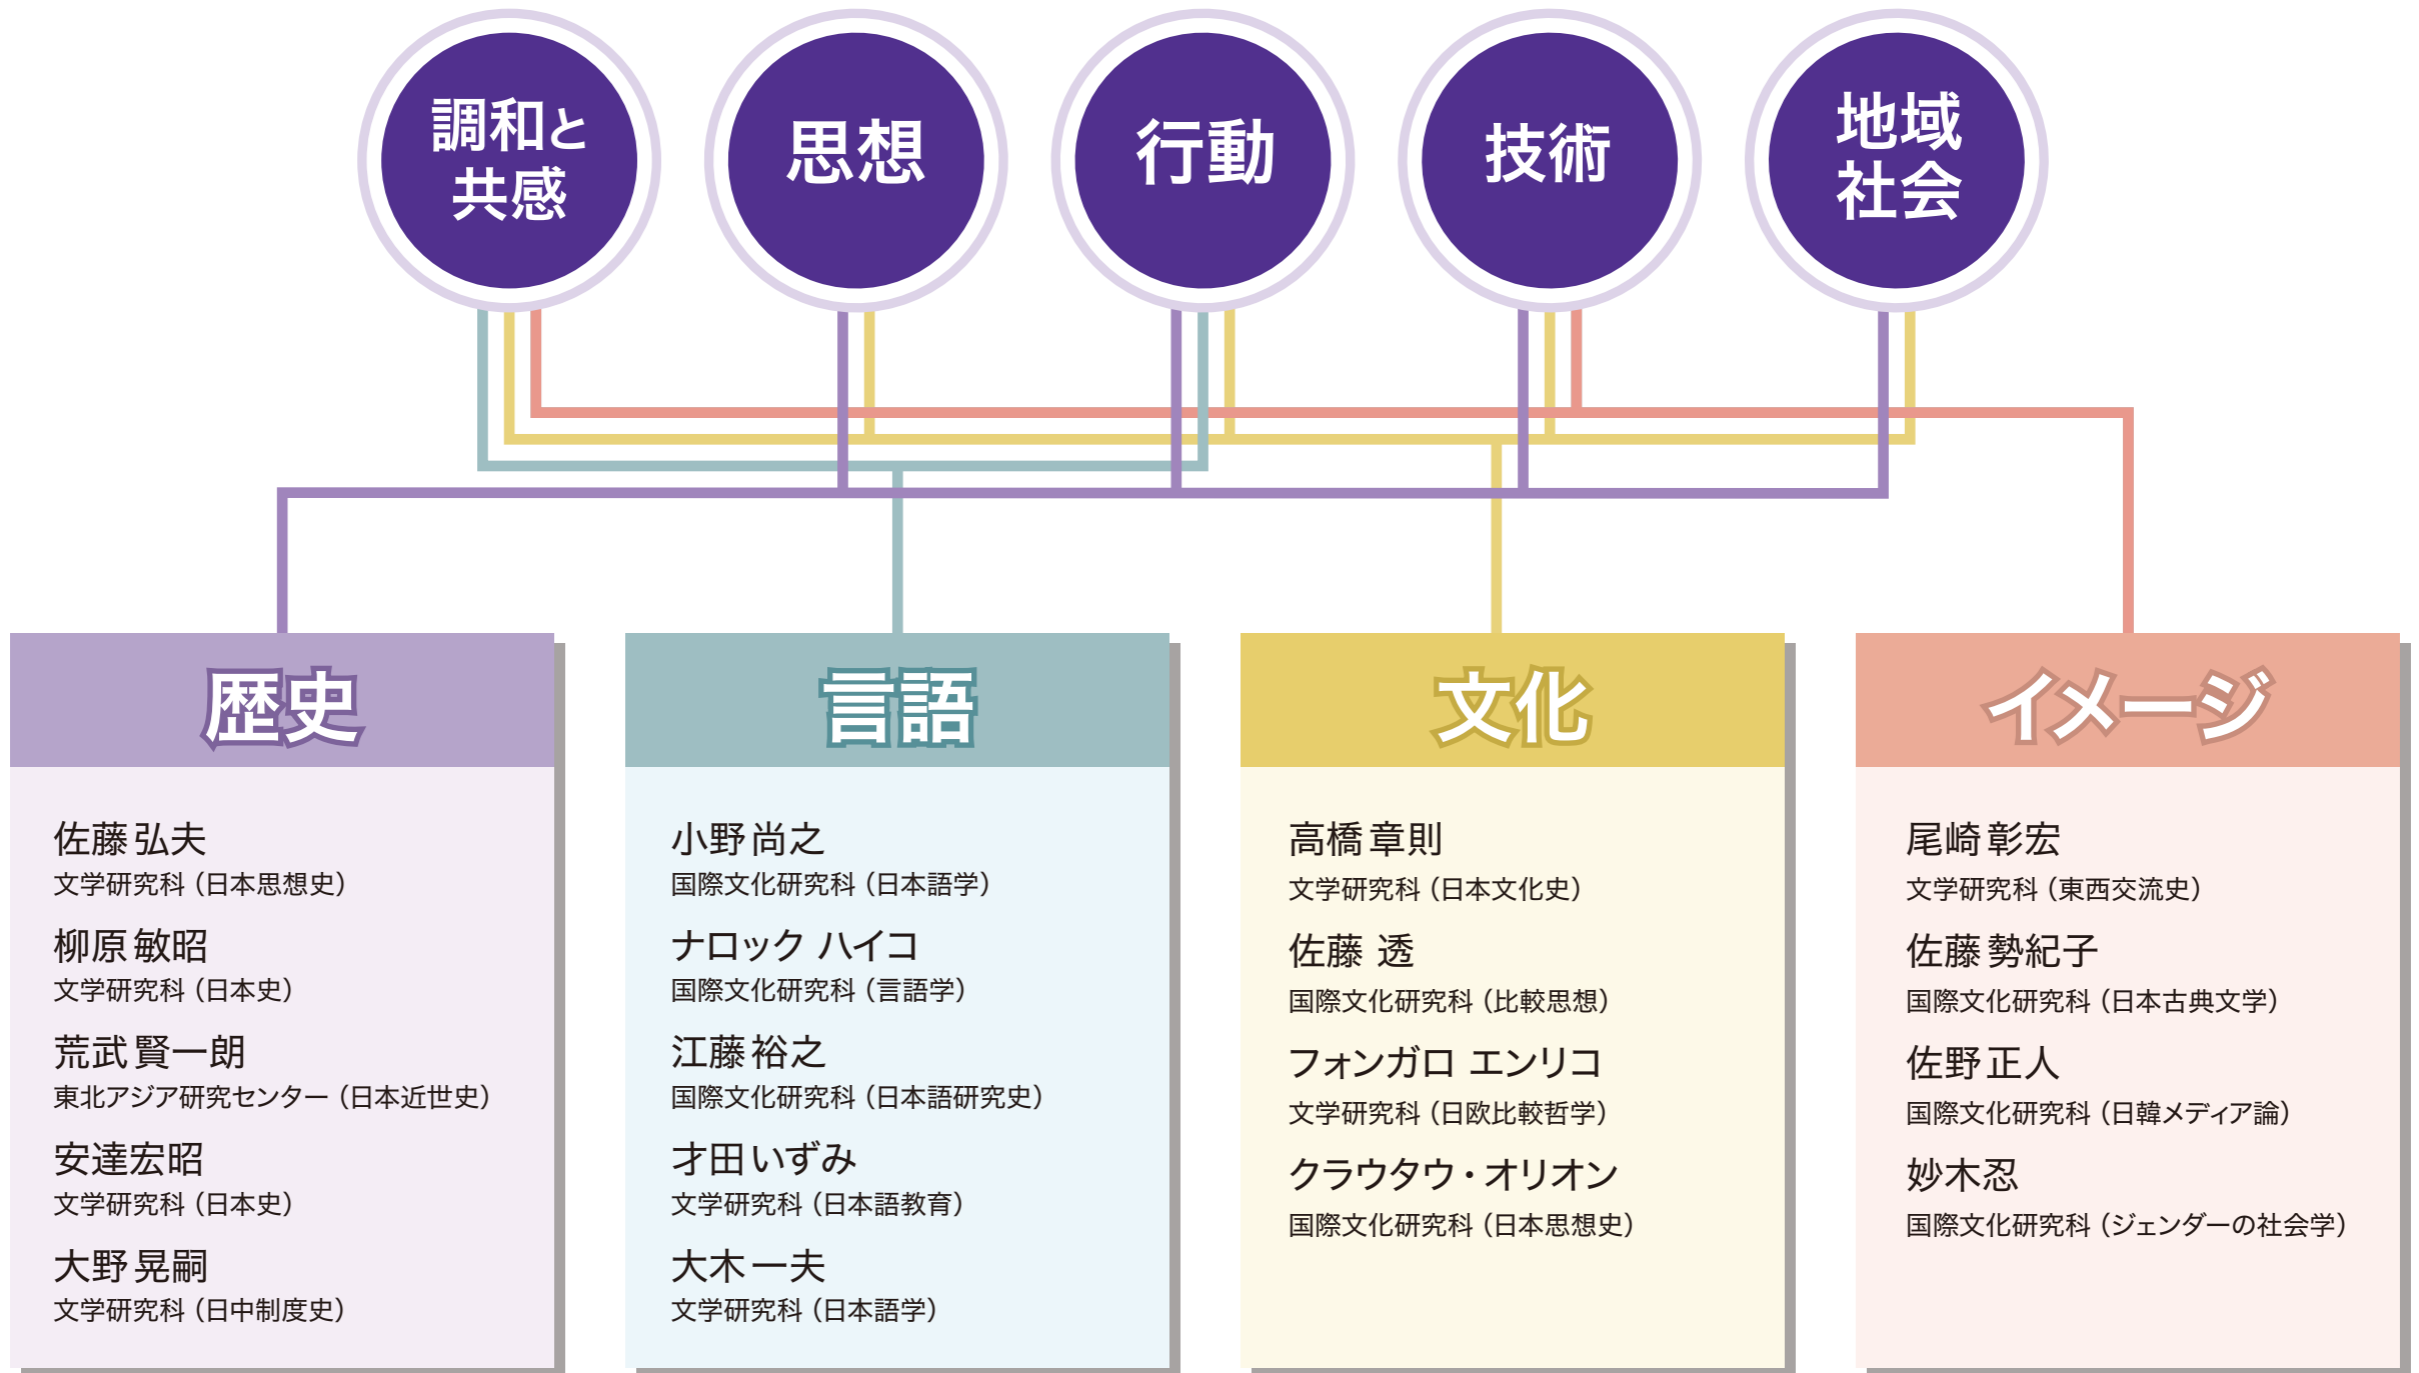 調和と
共感
思想
行動
技術
地域
社会
歴史
佐藤 弘夫
文学研究科（日本思想史）
柳原 敏昭
文学研究科（日本史）
荒武 賢一朗
東北アジア研究センター（日本近世史）
安達宏昭
文学研究科（日本史）
大野 晃嗣
文学研究科（日中制度史）
言語
小野 尚之
国際文化研究科（日本語学）
ナロック ハイコ
国際文化研究科（言語学）
江藤 裕之
国際文化研究科（日本語研究史）
才田 いずみ
文学研究科（日本語教育）
大木 一夫
文学研究科（日本語学）
文化
高橋 章則
文学研究科（日本文化史）
佐藤 透
国際文化研究科（比較思想）
フォンガロ エンリコ
文学研究科（日欧比較哲学）
クラウタウ・オリオン
国際文化研究科（日本思想史）
イメージ
尾崎 彰宏
文学研究科（東西交流史）
佐藤 勢紀子
国際文化研究科（日本古典文学）
佐野 正人
国際文化研究科（日韓メディア論）
妙木忍
国際文化研究科（ジェンダーの社会学）